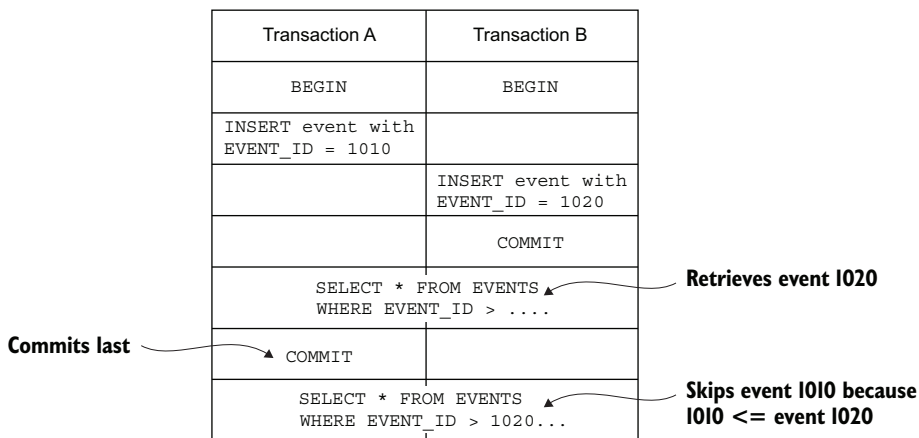 Transaction A
Transaction B
BEGIN
BEGIN
INSERT event with
EVENT_ID = 1010
INSERT event with
EVENT_ID = 1020
COMMIT
SELECT * FROM EVENTS
WHERE EVENT_ID > ....
Retrieves event 1020
Commits last
COMMIT
SELECT * FROM EVENTS
WHERE EVENT_ID > 1020...
Skips event 1010 because
1010 <= event 1020